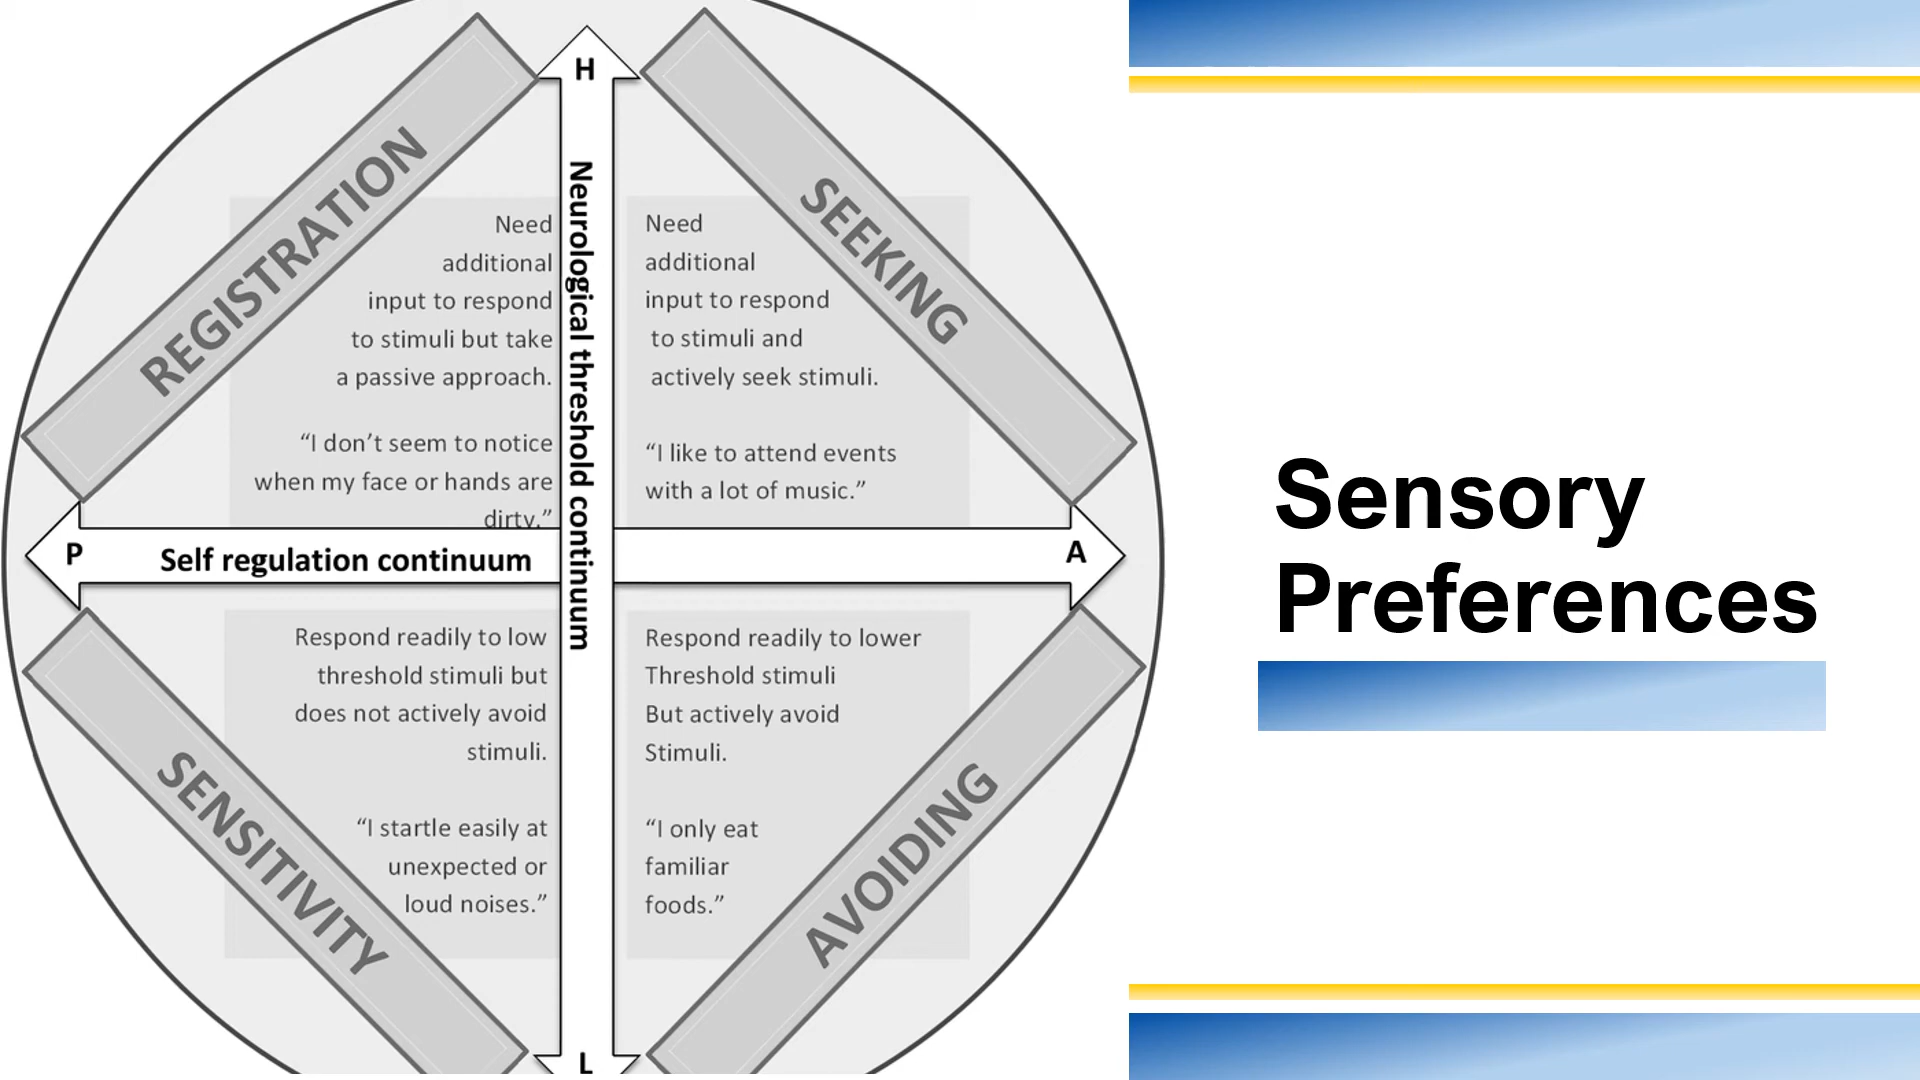 H
Neurological threshold continuum
REGISTRATION
Need
additional
input to respond
to stimuli but take
a passive approach.
“I don’t seem to notice
when my face or hands are
dirty.”
SEEKING
Need
additional
input to respond
to stimuli and
actively seek stimuli.
“I like to attend events
with a lot of music.”
P
Self regulation continuum
A
SENSITIVITY
Respond readily to low
threshold stimuli but
does not actively avoid
stimuli.
“I startle easily at
unexpected or
loud noises.”
AVOIDING
Respond readily to lower
Threshold stimuli
But actively avoid
Stimuli.
“I only eat
familiar
foods.”
L
Sensory
Preferences